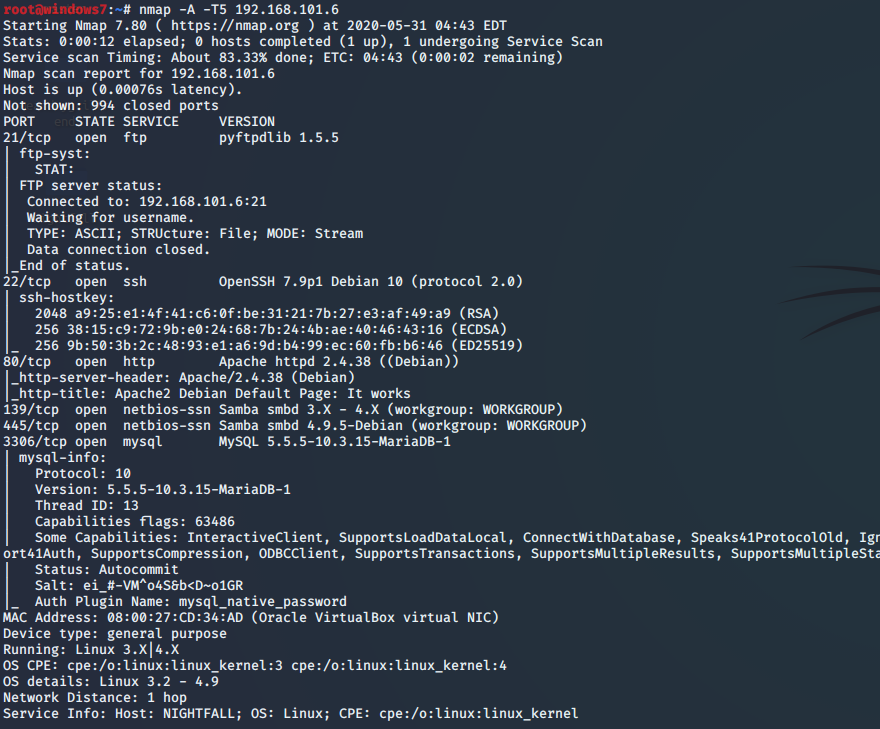 root@windows7:~# nmap -A -T5 192.168.101.6
Starting Nmap 7.80 ( https://nmap.org ) at 2020-05-31 04:43 EDT
Stats: 0:00:12 elapsed; 0 hosts completed (1 up), 1 undergoing Service Scan
Service scan Timing: About 83.33% done; ETC: 04:43 (0:00:02 remaining)
Nmap scan report for 192.168.101.6
Host is up (0.00076s latency).
Not shown: 994 closed ports
PORT     STATE SERVICE     VERSION
21/tcp   open  ftp         pyftpdlib 1.5.5
| ftp-syst:
|   STAT:
| FTP server status:
|  Connected to: 192.168.101.6:21
|  Waiting for username.
|  TYPE: ASCII; STRUcture: File; MODE: Stream
|  Data connection closed.
|_End of status.
22/tcp   open  ssh         OpenSSH 7.9p1 Debian 10 (protocol 2.0)
| ssh-hostkey:
|   2048 a9:25:e1:4f:41:c6:0f:be:31:21:7b:27:e3:af:49:a9 (RSA)
|   256 38:15:c9:72:9b:e0:24:68:7b:24:4b:ae:40:46:43:16 (ECDSA)
|_  256 9b:50:3b:2c:48:93:e1:a6:9d:b4:99:ec:60:fb:b6:46 (ED25519)
80/tcp   open  http        Apache httpd 2.4.38 ((Debian))
|_http-server-header: Apache/2.4.38 (Debian)
|_http-title: Apache2 Debian Default Page: It works
139/tcp  open  netbios-ssn Samba smbd 3.X - 4.X (workgroup: WORKGROUP)
445/tcp  open  netbios-ssn Samba smbd 4.9.5-Debian (workgroup: WORKGROUP)
3306/tcp open  mysql       MySQL 5.5.5-10.3.15-MariaDB-1
| mysql-info:
|   Protocol: 10
|   Version: 5.5.5-10.3.15-MariaDB-1
|   Thread ID: 13
|   Capabilities flags: 63486
|   Some Capabilities: InteractiveClient, SupportsLoadDataLocal, ConnectWithDatabase, Speaks41ProtocolOld, Ign
ort41Auth, SupportsCompression, ODBCClient, SupportsTransactions, SupportsMultipleResults, SupportsMultipleSta
|   Status: Autocommit
|   Salt: ei_#-VM^o4S&b<D~o1GR
|_  Auth Plugin Name: mysql_native_password
MAC Address: 08:00:27:CD:34:AD (Oracle VirtualBox virtual NIC)
Device type: general purpose
Running: Linux 3.X|4.X
OS CPE: cpe:/o:linux:linux_kernel:3 cpe:/o:linux:linux_kernel:4
OS details: Linux 3.2 - 4.9
Network Distance: 1 hop
Service Info: Host: NIGHTFALL; OS: Linux; CPE: cpe:/o:linux:linux_kernel